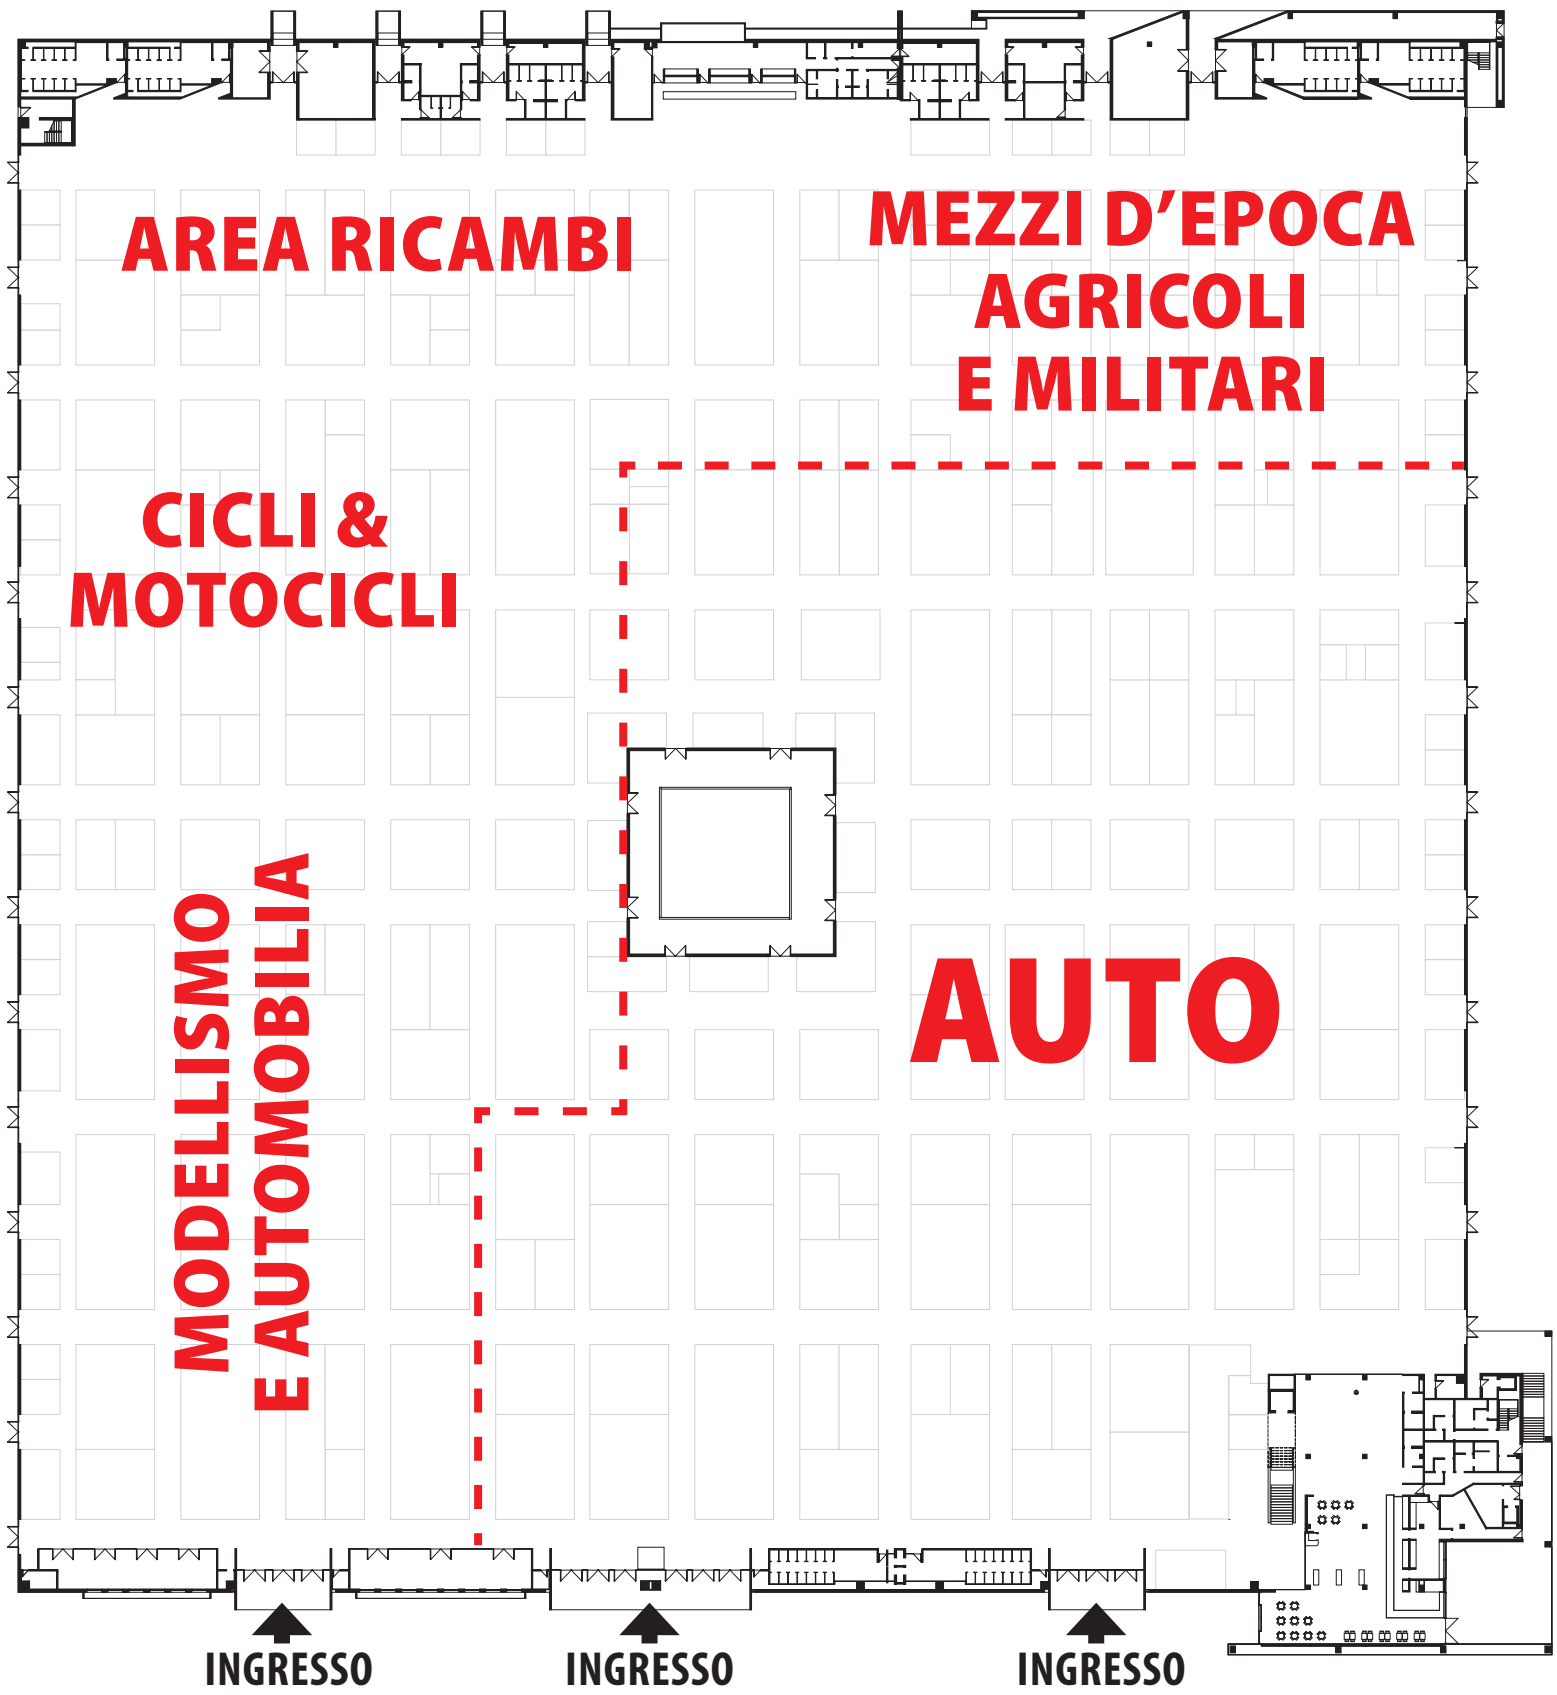 AREA RICAMBI
MEZZI D'EPOCA
AGRICOLI
E MILITARI
CICLI &
MOTOCICLI
MODELLISMO
E AUTOMOBILIA
AUTO
INGRESSO
INGRESSO
INGRESSO